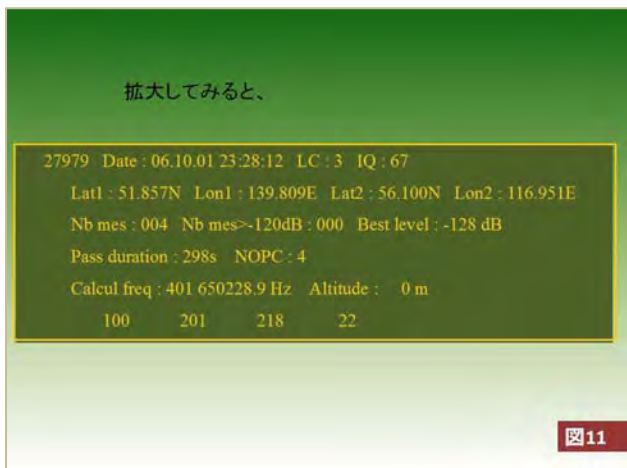 拡大してみると、
27979 Date : 06.10.01 23:28:12 LC : 3 IQ : 67
Lat1 : 51.857N Lon1 : 139.809E Lat2 : 56.100N Lon2 : 116.951E
Nb mes : 004 Nb mes>-120dB : 000 Best level : -128 dB
Pass duration : 298s NOPC : 4
Calcul freq : 401 650228.9 Hz Altitude : 0 m
100 201 218 22
図11